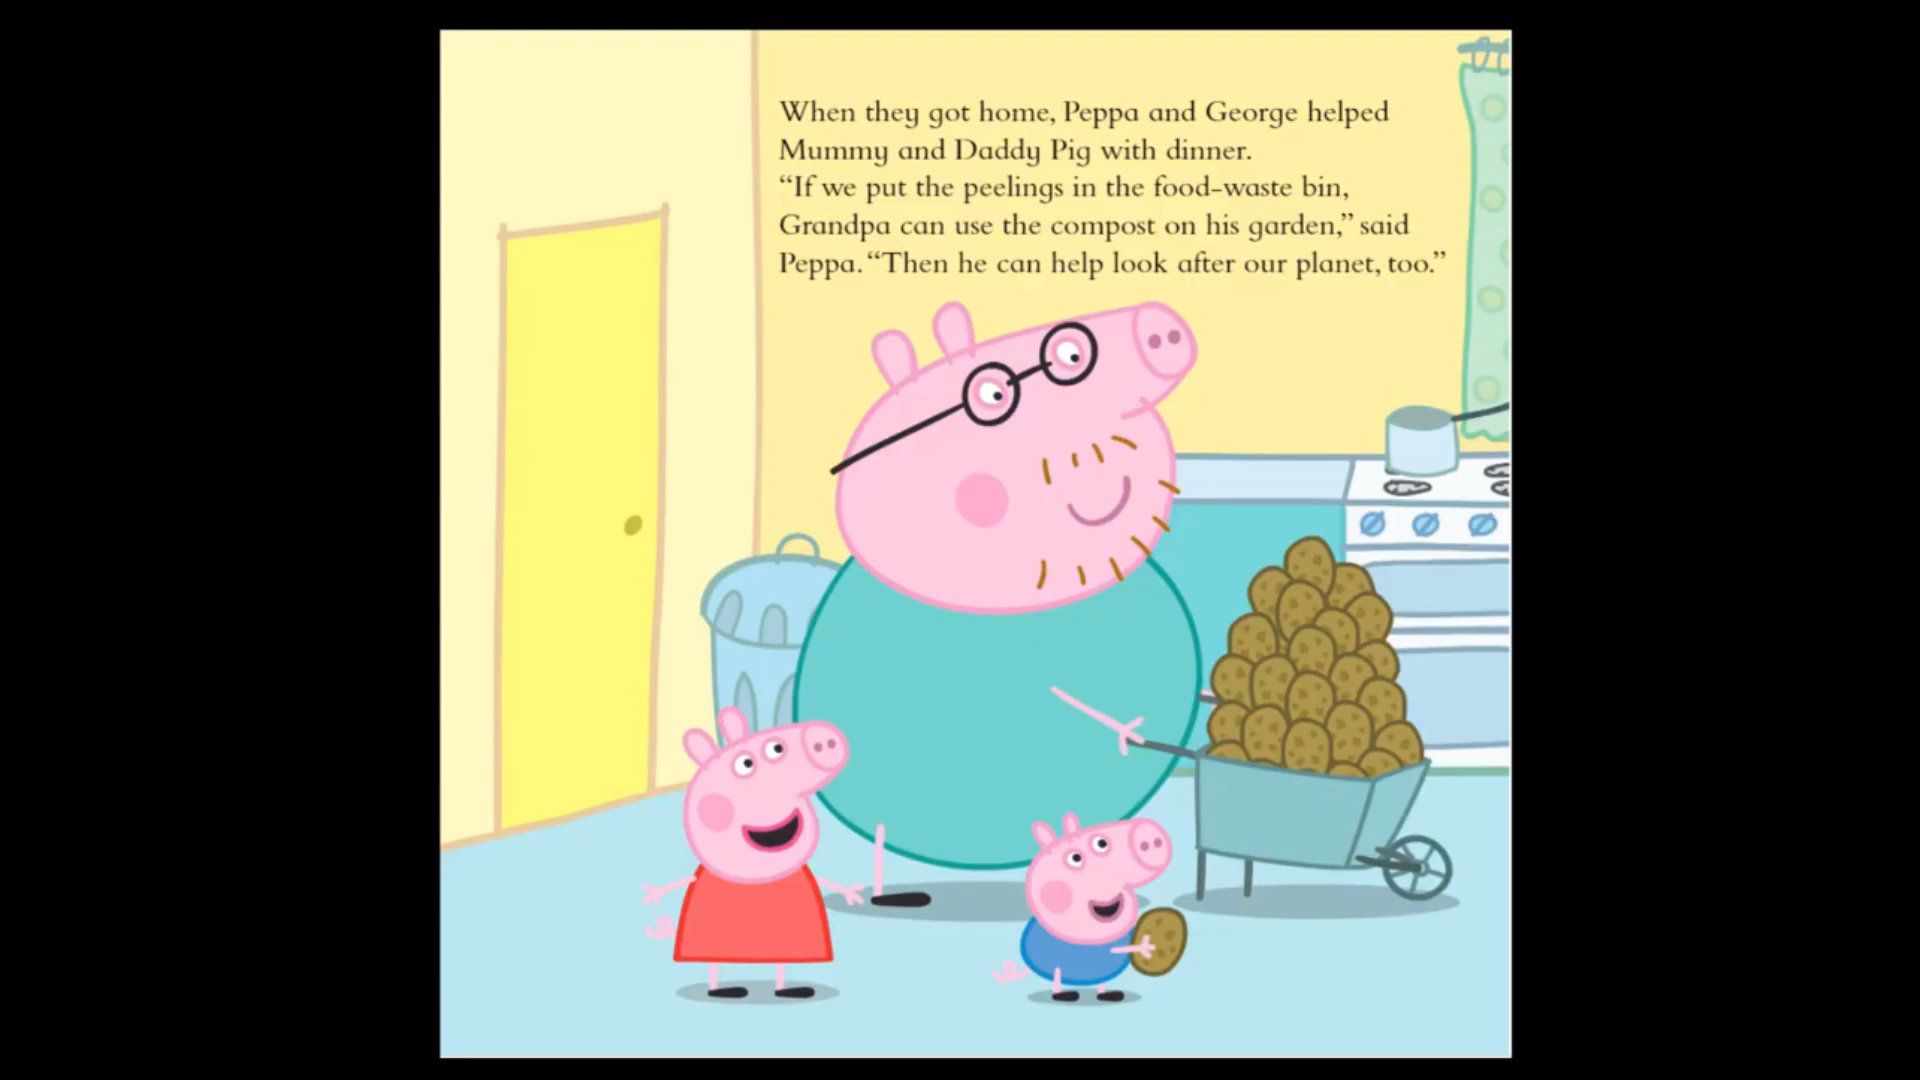 When they got home, Peppa and George helped
Mummy and Daddy Pig with dinner.
“If we put the peelings in the food-waste bin,
Grandpa can use the compost on his garden,” said
Peppa. “Then he can help look after our planet, too.”